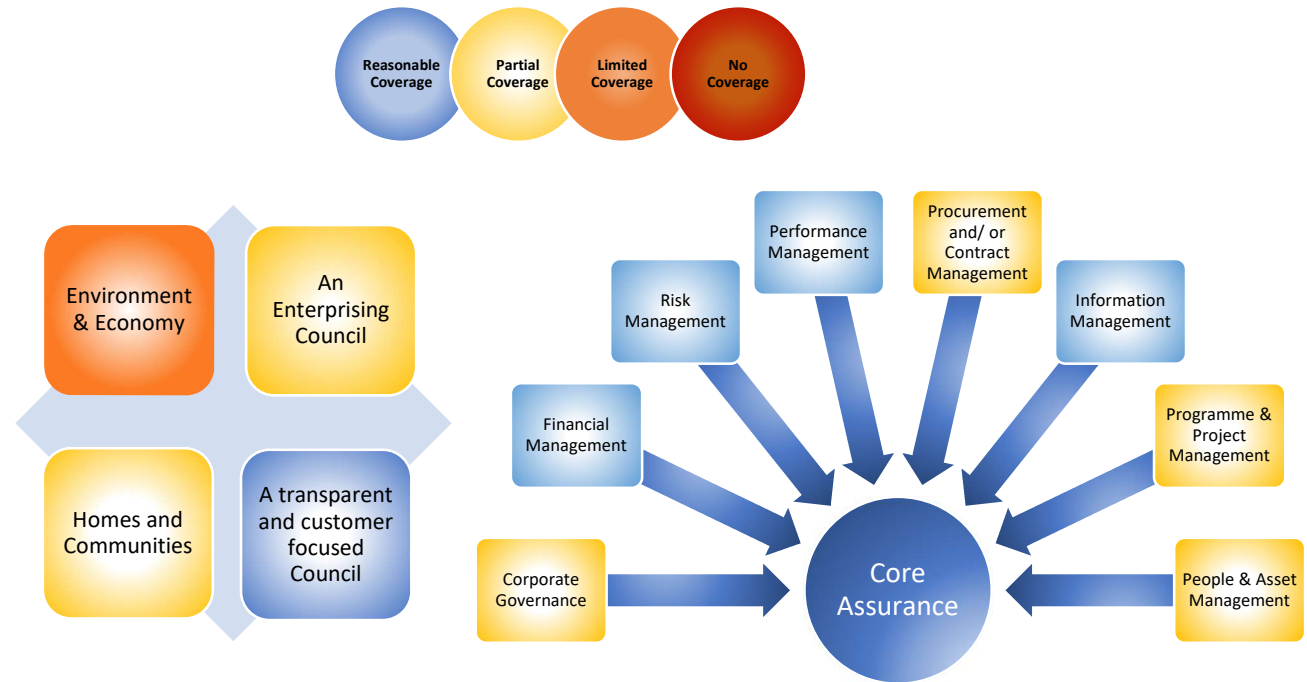 Reasonable
Coverage
Partial
Coverage
Limited
Coverage
No
Coverage
Environment
& Economy
An
Enterprising
Council
Homes and
Communities
A transparent
and customer
focused
Council
Corporate
Governance
Financial
Management
Risk
Management
Performance
Management
Procurement
and/ or
Contract
Management
Information
Management
Programme &
Project
Management
People & Asset
Management
Core
Assurance